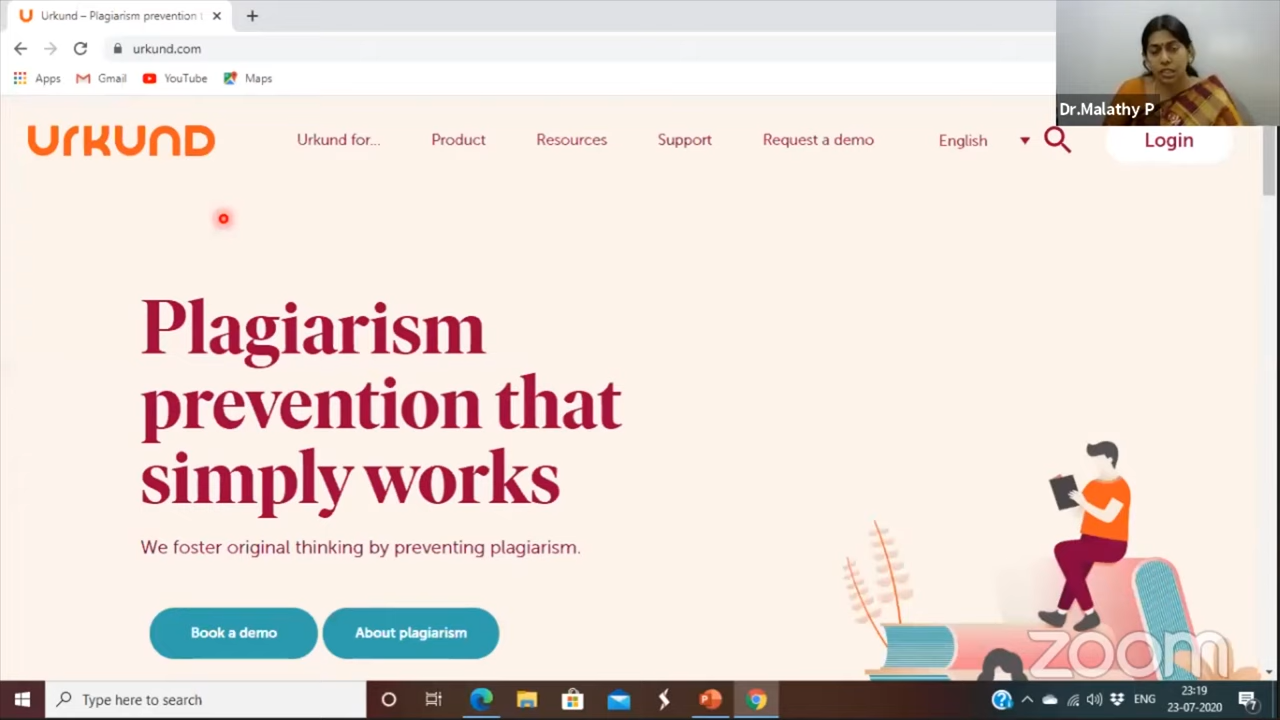 Urkund – Plagiarism prevention
urkund.com
Apps
Gmail
YouTube
Maps
Dr.Malathy P
urkund
Urkund for...
Product
Resources
Support
Request a demo
English
Login
Plagiarism
prevention that
simply works
We foster original thinking by preventing plagiarism.
Book a demo
About plagiarism
zoom
Type here to search
ENG
23:19
23-07-2020
7